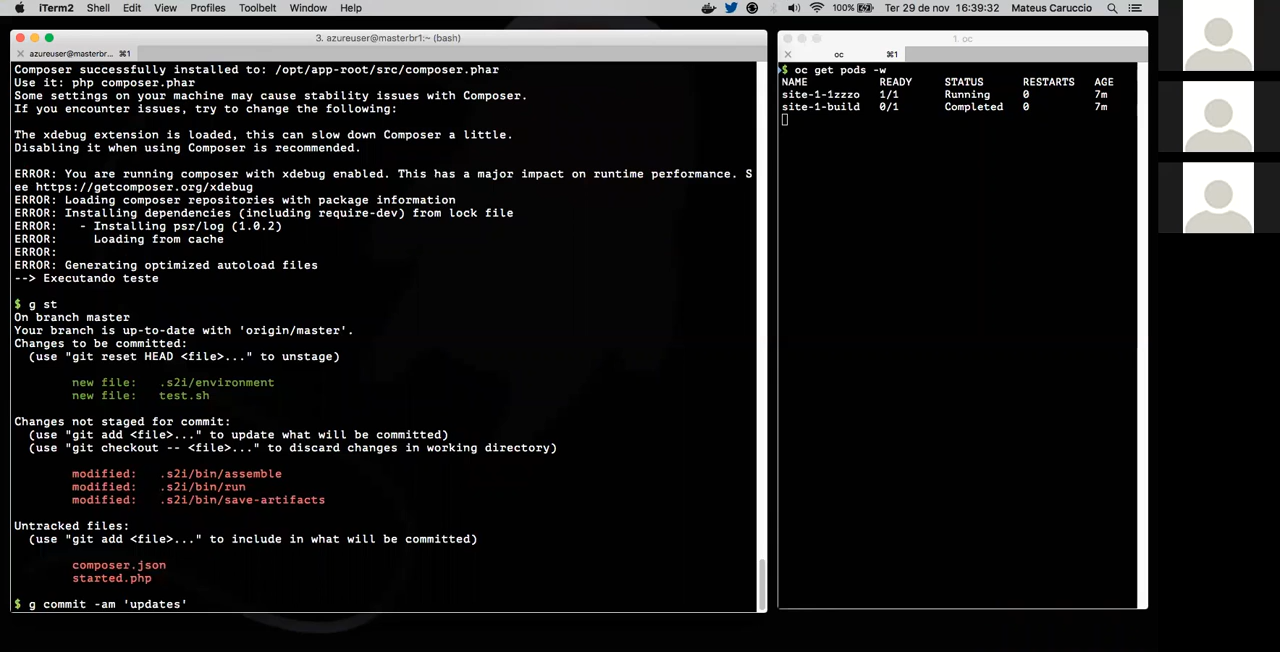 iTerm2 Shell Edit View Profiles Toolbelt Window Help 100% Ter 29 de nov 16:39:32 Mateus Caruccio
3. azureuser@masterbr1:~ (bash)
azureuser@masterbr... ⌘1
Composer successfully installed to: /opt/app-root/src/composer.phar
Use it: php composer.phar
Some settings on your machine may cause stability issues with Composer.
If you encounter issues, try to change the following:
The xdebug extension is loaded, this can slow down Composer a little.
Disabling it when using Composer is recommended.
ERROR: You are running composer with xdebug enabled. This has a major impact on runtime performance. S
ee https://getcomposer.org/xdebug
ERROR: Loading composer repositories with package information
ERROR: Installing dependencies (including require-dev) from lock file
ERROR:   - Installing psr/log (1.0.2)
ERROR:     Loading from cache
ERROR:
ERROR: Generating optimized autoload files
--> Executando teste
$ g st
On branch master
Your branch is up-to-date with 'origin/master'.
Changes to be committed:
  (use "git reset HEAD <file>..." to unstage)
new file:   .s2i/environment
new file:   test.sh
Changes not staged for commit:
  (use "git add <file>..." to update what will be committed)
  (use "git checkout -- <file>..." to discard changes in working directory)
modified:   .s2i/bin/assemble
modified:   .s2i/bin/run
modified:   .s2i/bin/save-artifacts
Untracked files:
  (use "git add <file>..." to include in what will be committed)
composer.json
started.php
$ g commit -am 'updates'
1. oc
oc ⌘1
$ oc get pods -w
NAME READY STATUS RESTARTS AGE
site-1-1zzzo 1/1 Running 0 7m
site-1-build 0/1 Completed 0 7m